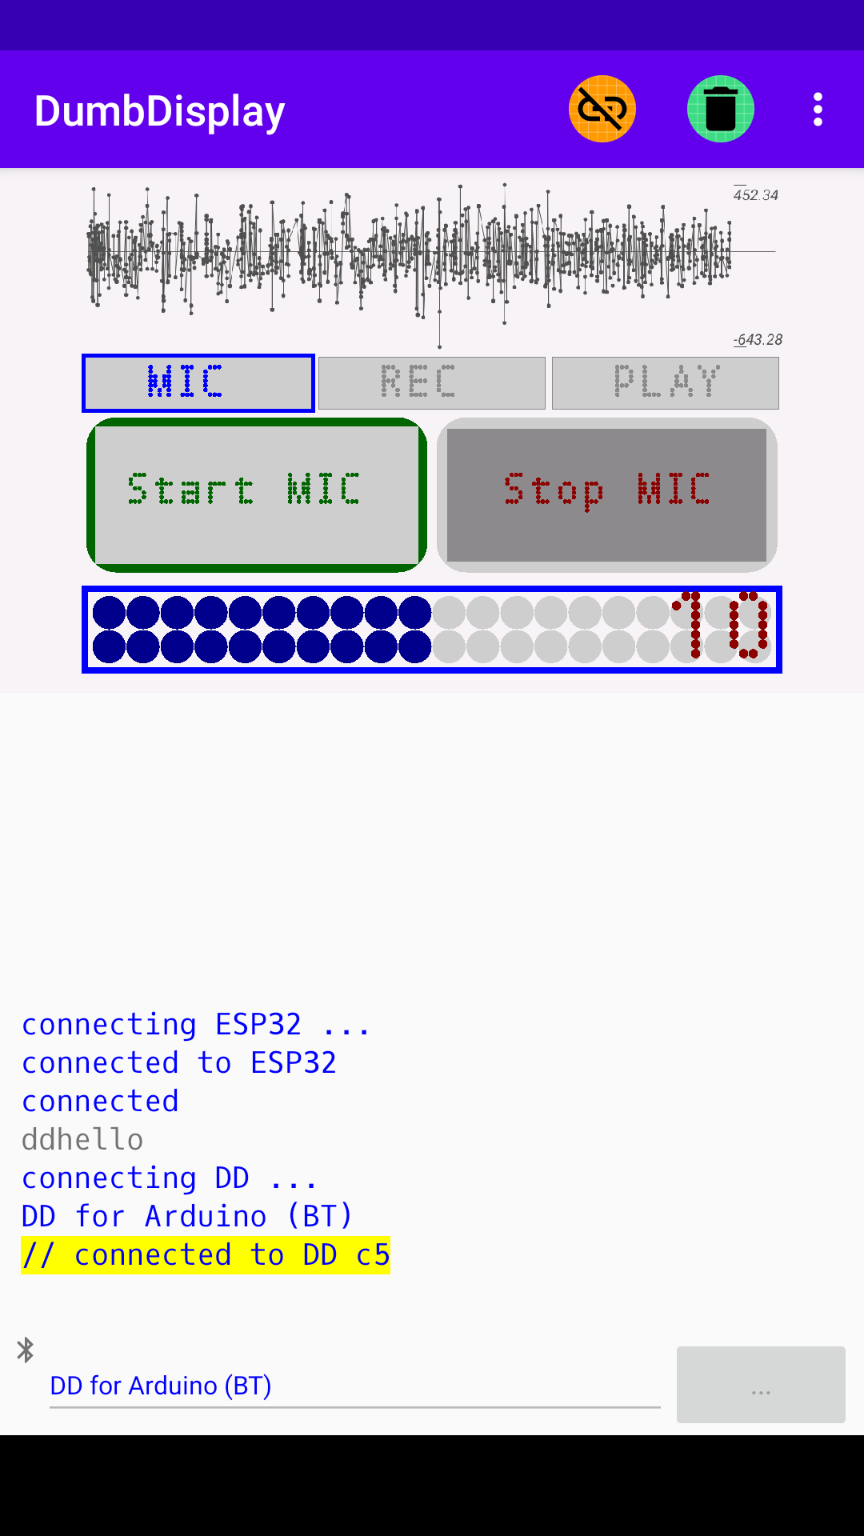 DumbDisplay
452.34
-643.28
MIC REC PLAY
Start MIC Stop MIC
10
connecting ESP32 ...
connected to ESP32
connected
ddhello
connecting DD ...
DD for Arduino (BT)
// connected to DD c5
DD for Arduino (BT)
...